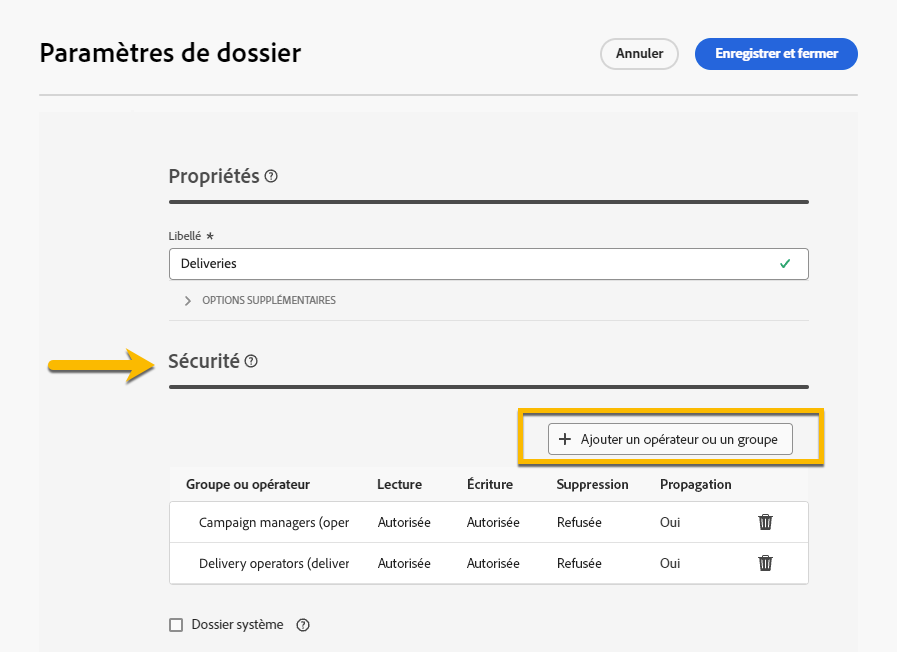 Paramètres de dossier
Annuler
Enregistrer et fermer
Propriétés
Libellé *
Deliveries
OPTIONS SUPPLÉMENTAIRES
Sécurité
+ Ajouter un opérateur ou un groupe
Groupe ou opérateur Lecture Écriture Suppression Propagation
Campaign managers (oper Autorisée Autorisée Refusée Oui
Delivery operators (deliver Autorisée Autorisée Refusée Oui
Dossier système